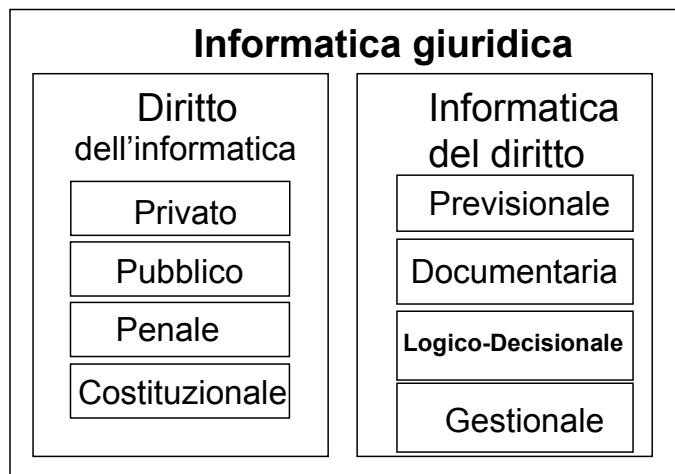 Informatica giuridica
Diritto
dell'informatica
Privato
Pubblico
Penale
Costituzionale
Informatica
del diritto
Previsionale
Documentaria
Logico-Decisionale
Gestionale